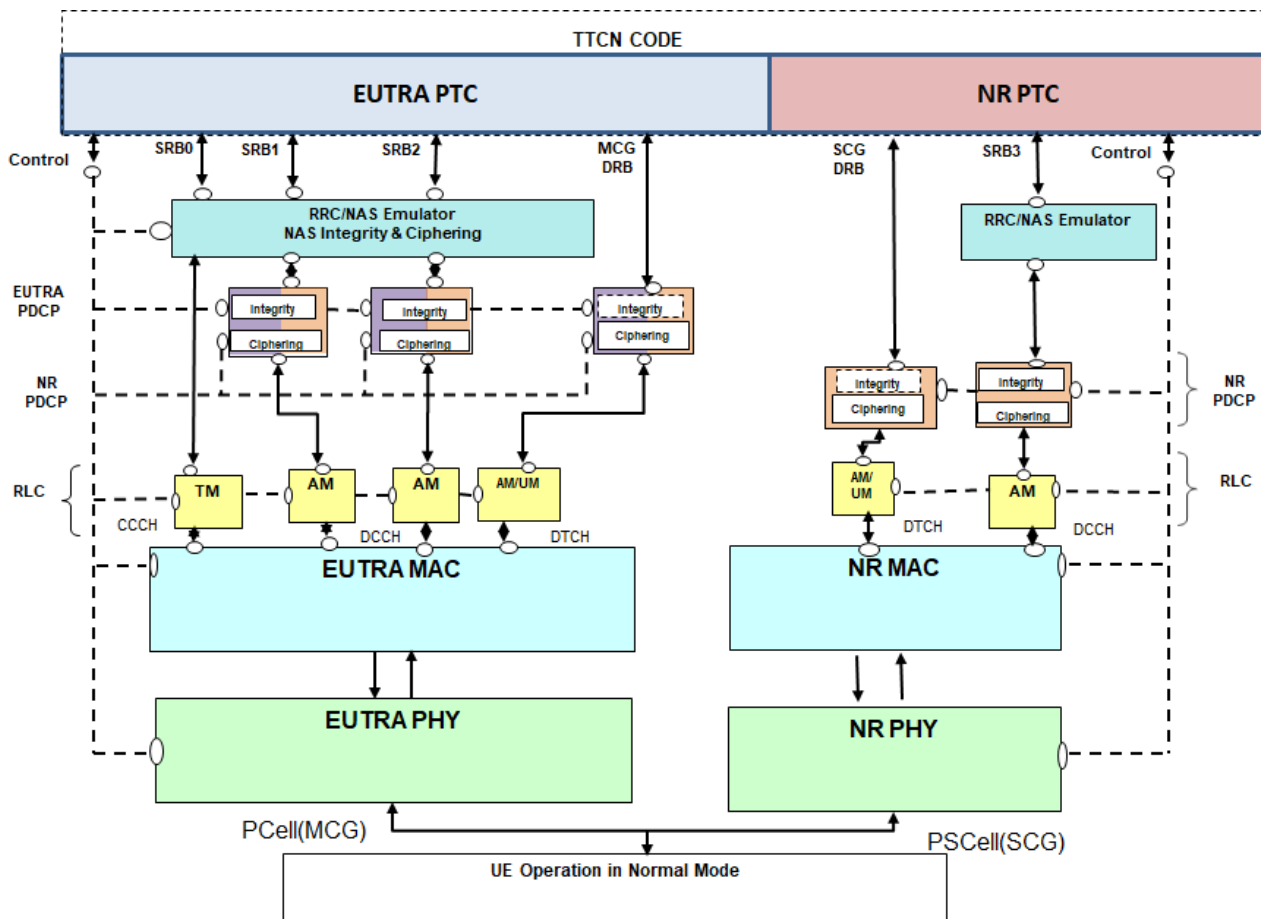 TTCN CODE
EUTRA PTC
NR PTC
Control
SRB0
SRB1
SRB2
MCG
DRB
SCG
DRB
SRB3
Control
RRC/NAS Emulator
NAS Integrity & Ciphering
RRC/NAS Emulator
EUTRA
PDCP
Integrity
Ciphering
Integrity
Ciphering
Integrity
Ciphering
NR
PDCP
Integrity
Ciphering
Integrity
Ciphering
NR
PDCP
RLC
TM
AM
AM
AM/UM
AM/
UM
AM
RLC
CCCH
DCCH
DTCH
DTCH
DCCH
EUTRA MAC
NR MAC
EUTRA PHY
NR PHY
PCell(MCG)
PSCell(SCG)
UE Operation in Normal Mode